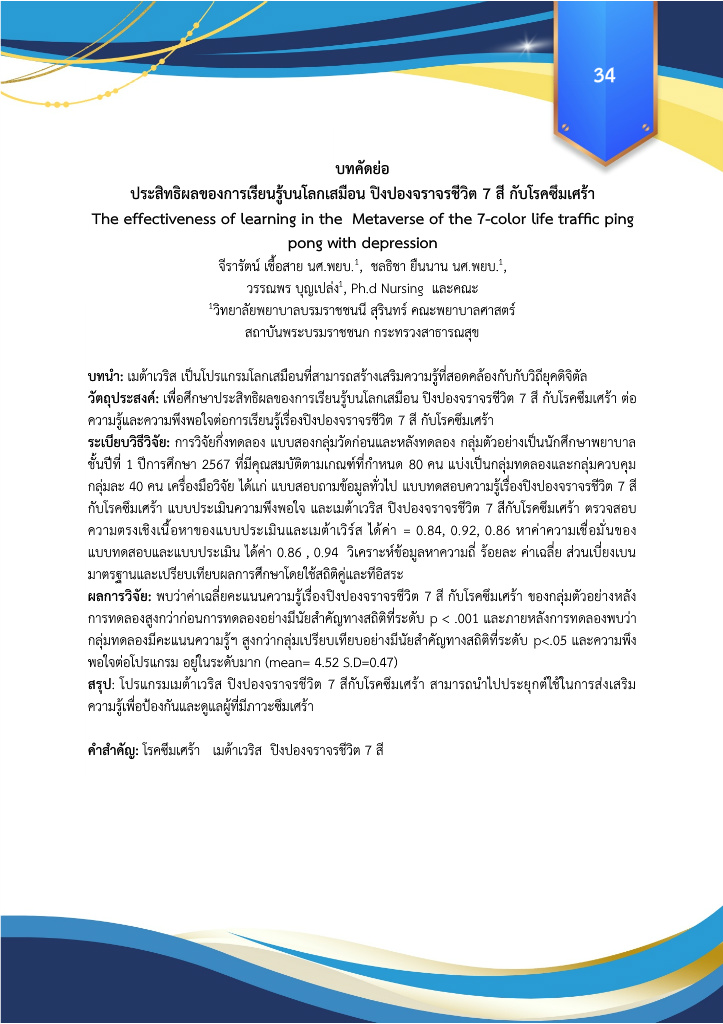 34
บทคัดย่อ
ประสิทธิผลของการเรียนรู้บนโลกเสมือน ปิงปองจราจรชีวิต 7 สี กับโรคซึมเศร้า
The effectiveness of learning in the Metaverse of the 7-color life traffic ping
pong with depression
จีรารัตน์ เชื้อสาย นศ.พยบ.¹, ชลธิชา ยืนนาน นศ.พยบ.¹,
วรรณพร บุญเปล่ง¹, Ph.d Nursing และคณะ
¹วิทยาลัยพยาบาลบรมราชชนนี สุรินทร์ คณะพยาบาลศาสตร์
สถาบันพระบรมราชชนก กระทรวงสาธารณสุข
บทนำ: เมต้าเวริส เป็นโปรแกรมโลกเสมือนที่สามารถสร้างเสริมความรู้ที่สอดคล้องกับกับวิถียุคดิจิตัล
วัตถุประสงค์: เพื่อศึกษาประสิทธิผลของการเรียนรู้บนโลกเสมือน ปิงปองจราจรชีวิต 7 สี กับโรคซึมเศร้า ต่อ
ความรู้และความพึงพอใจต่อการเรียนรู้เรื่องปิงปองจราจรชีวิต 7 สี กับโรคซึมเศร้า
ระเบียบวิธีวิจัย: การวิจัยกึ่งทดลอง แบบสองกลุ่มวัดก่อนและหลังทดลอง กลุ่มตัวอย่างเป็นนักศึกษาพยาบาล
ชั้นปีที่ 1 ปีการศึกษา 2567 ที่มีคุณสมบัติตามเกณฑ์ที่กำหนด 80 คน แบ่งเป็นกลุ่มทดลองและกลุ่มควบคุม
กลุ่มละ 40 คน เครื่องมือวิจัย ได้แก่ แบบสอบถามข้อมูลทั่วไป แบบทดสอบความรู้เรื่องปิงปองจราจรชีวิต 7 สี
กับโรคซึมเศร้า แบบประเมินความพึงพอใจ และเมต้าเวริส ปิงปองจราจรชีวิต 7 สีกับโรคซึมเศร้า ตรวจสอบ
ความตรงเชิงเนื้อหาของแบบประเมินและเมต้าเวิร์ส ได้ค่า = 0.84, 0.92, 0.86 หาค่าความเชื่อมั่นของ
แบบทดสอบและแบบประเมิน ได้ค่า 0.86 , 0.94 วิเคราะห์ข้อมูลหาความถี่ ร้อยละ ค่าเฉลี่ย ส่วนเบี่ยงเบน
มาตรฐานและเปรียบเทียบผลการศึกษาโดยใช้สถิติคู่และทีอิสระ
ผลการวิจัย: พบว่าค่าเฉลี่ยคะแนนความรู้เรื่องปิงปองจราจรชีวิต 7 สี กับโรคซึมเศร้า ของกลุ่มตัวอย่างหลัง
การทดลองสูงกว่าก่อนการทดลองอย่างมีนัยสำคัญทางสถิติที่ระดับ p < .001 และภายหลังการทดลองพบว่า
กลุ่มทดลองมีคะแนนความรู้ฯ สูงกว่ากลุ่มเปรียบเทียบอย่างมีนัยสำคัญทางสถิติที่ระดับ p<.05 และความพึง
พอใจต่อโปรแกรม อยู่ในระดับมาก (mean= 4.52 S.D=0.47)
สรุป: โปรแกรมเมต้าเวริส ปิงปองจราจรชีวิต 7 สีกับโรคซึมเศร้า สามารถนำไปประยุกต์ใช้ในการส่งเสริม
ความรู้เพื่อป้องกันและดูแลผู้ที่มีภาวะซึมเศร้า
คำสำคัญ: โรคซึมเศร้า เมต้าเวริส ปิงปองจราจรชีวิต 7 สี